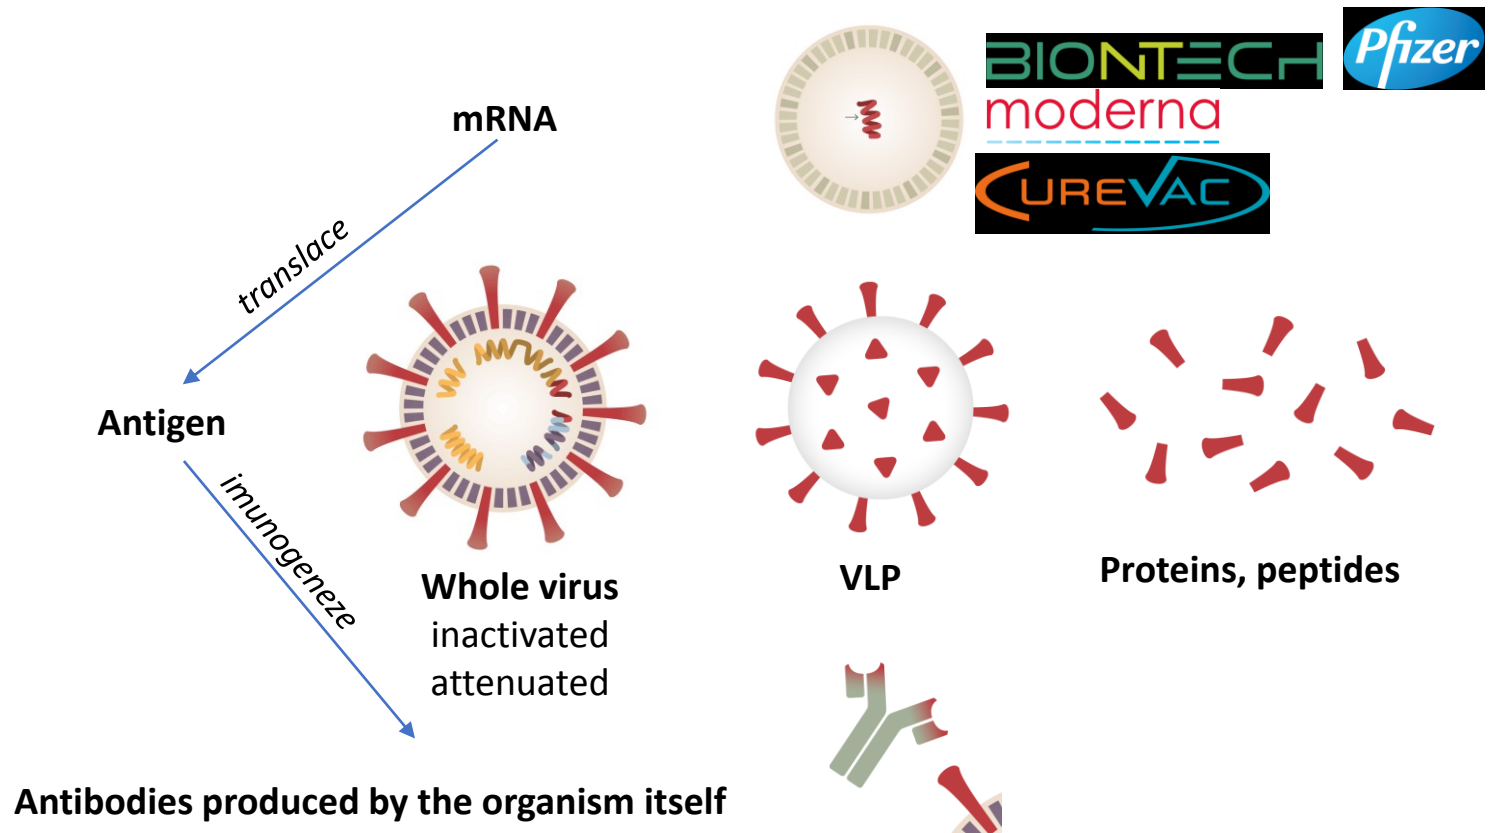 BIONTECH
Pfizer
moderna
mRNA
CUREVAC
translace
Antigen
imunogeneze
Whole virus
inactivated
attenuated
VLP
Proteins, peptides
Antibodies produced by the organism itself